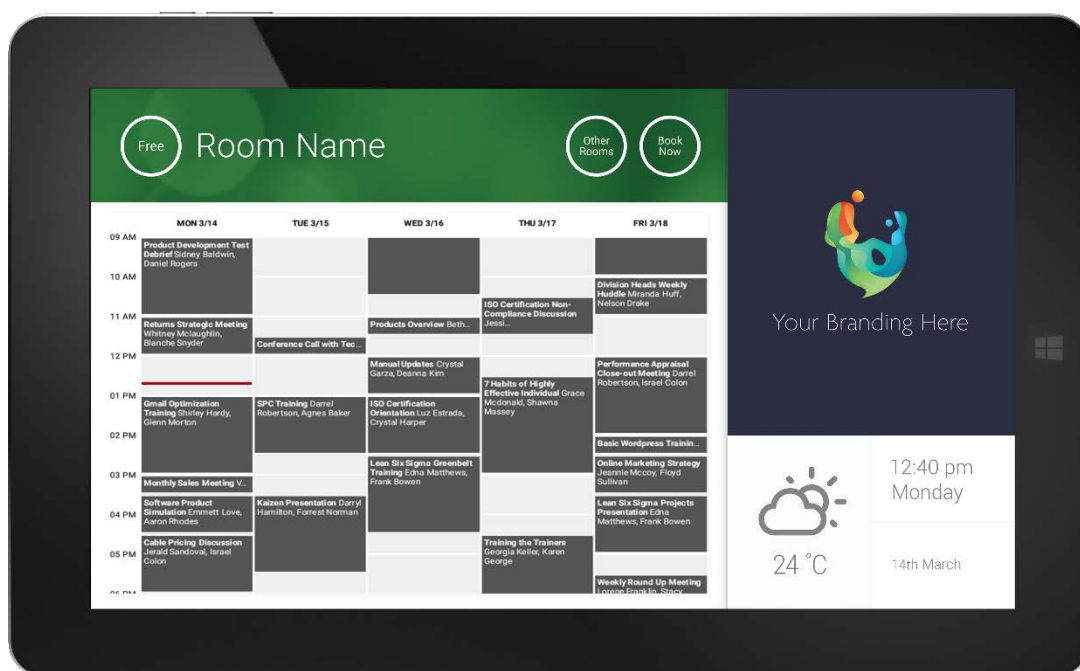 Free
Room Name
Other
Rooms
Book
Now
MON 3/14
TUE 3/15
WED 3/16
THU 3/17
FRI 3/18
09 AM
10 AM
11 AM
12 PM
01 PM
02 PM
03 PM
04 PM
05 PM
06 PM
Product Development Test
Debrief Sidney Baldwin,
Daniel Rogers
Returns Strategic Meeting
Whitney Mclaughlin,
Blanche Snyder
Gmail Optimization
Training Shirley Hardy,
Glenn Morton
Monthly Sales Meeting V...
Software Product
Simulation Emmett Love,
Aaron Rhodes
Cable Pricing Discussion
Jerald Sandoval, Israel
Colon
Conference Call with Tec...
SPC Training Darrel
Robertson, Agnes Baker
Kaizen Presentation Darryl
Hamilton, Forrest Norman
Products Overview Beth...
Manual Updates Crystal
Garza, Deanna Kim
ISO Certification
Orientation Luz Estrada,
Crystal Harper
Lean Six Sigma Greenbelt
Training Edna Matthews,
Frank Bowen
ISO Certification Non-
Compliance Discussion
Jessi...
7 Habits of Highly
Effective Individual Grace
Mcdonald, Shawna
Massey
Training the Trainers
Georgia Keller, Karen
George
Division Heads Weekly
Huddle Miranda Huff,
Nelson Drake
Performance Appraisal
Close-out Meeting Darrel
Robertson, Israel Colon
Basic Wordpress Trainin...
Online Marketing Strategy
Jeannie Mccoy, Floyd
Sullivan
Lean Six Sigma Projects
Presentation Edna
Matthews, Frank Bowen
Weekly Round Up Meeting
Lorene Franklin, Stacy
Your Branding Here
12:40 pm
Monday
24 °C
14th March